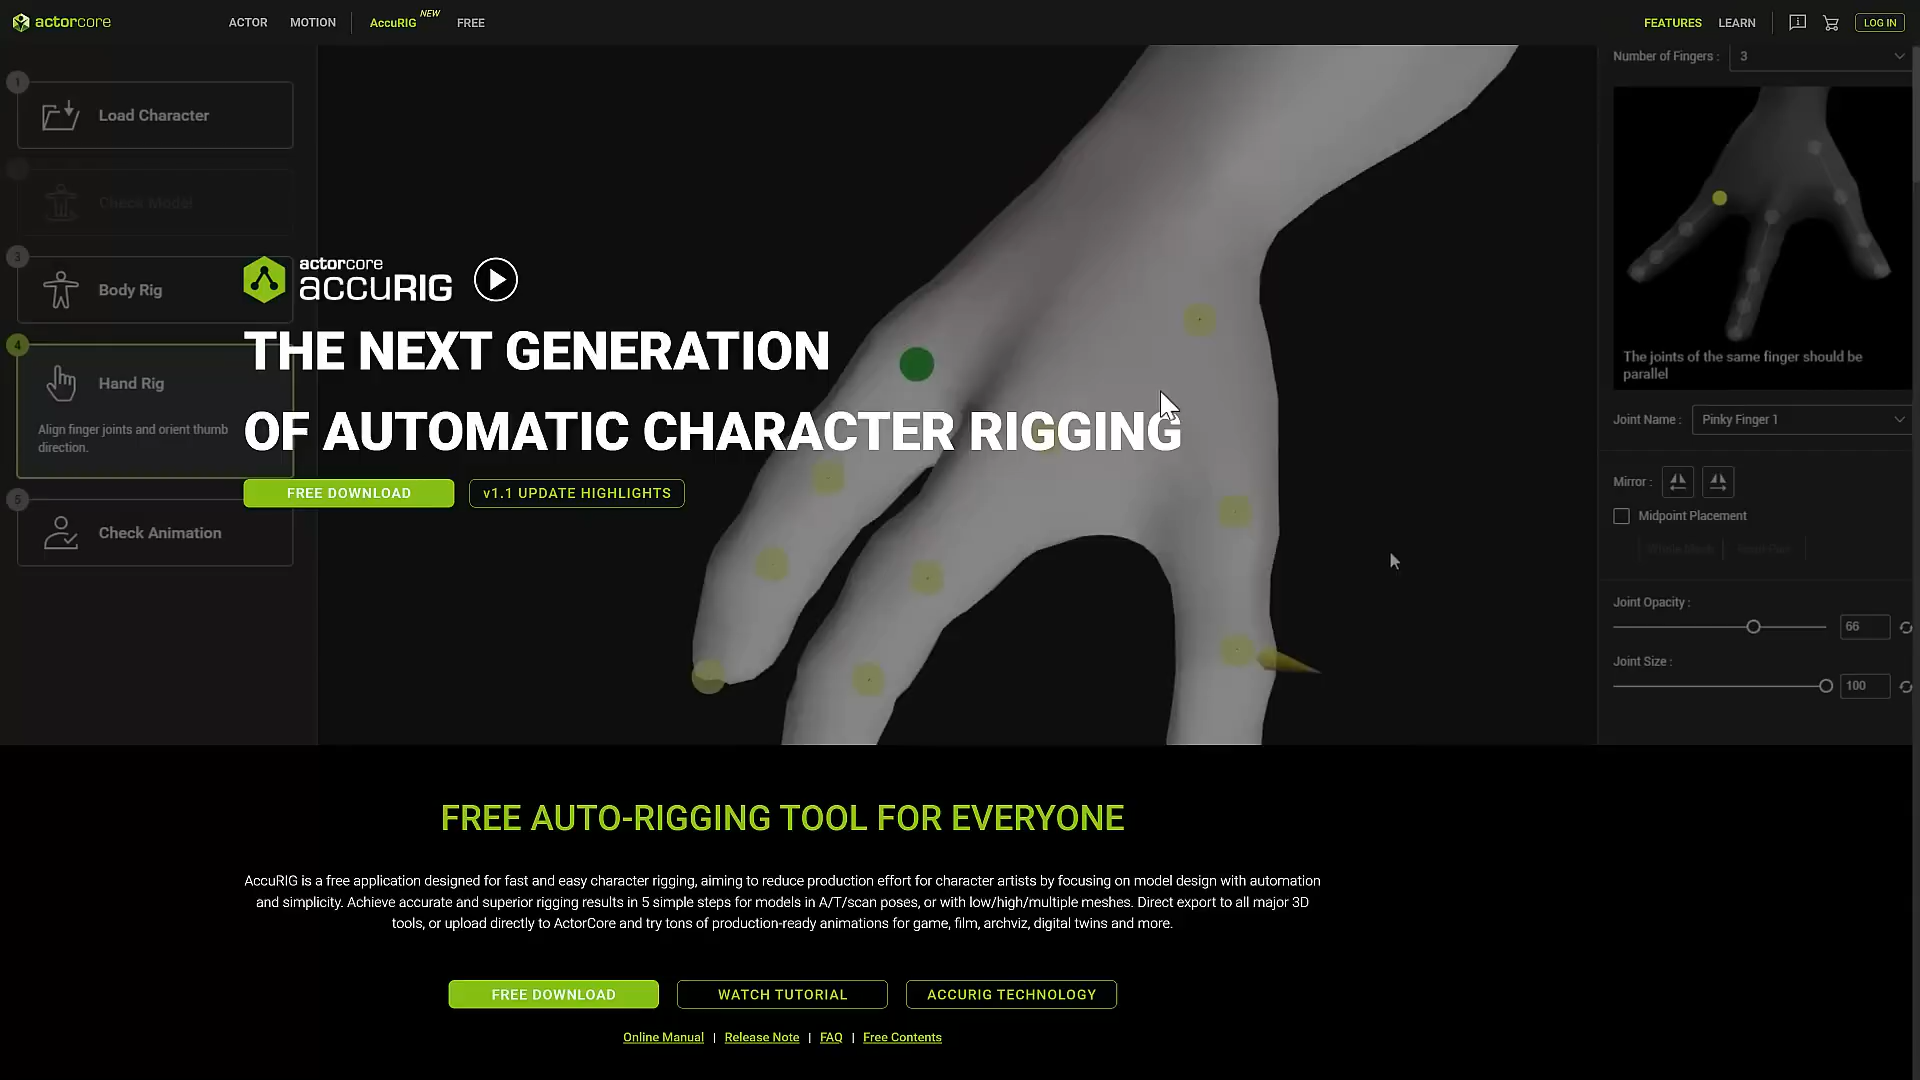 actorcore
ACTOR
MOTION
AccuRIG
NEW
FREE
FEATURES
LEARN
LOG IN
1
Load Character
Check Model
3
Body Rig
4
Hand Rig
Align finger joints and orient thumb
direction.
5
Check Animation
actorcore
accuRIG
THE NEXT GENERATION
OF AUTOMATIC CHARACTER RIGGING
FREE DOWNLOAD
v1.1 UPDATE HIGHLIGHTS
Number of Fingers :
3
The joints of the same finger should be
parallel
Joint Name :
Pinky Finger 1
Mirror :
Midpoint Placement
Joint Opacity :
66
Joint Size :
100
FREE AUTO-RIGGING TOOL FOR EVERYONE
AccuRIG is a free application designed for fast and easy character rigging, aiming to reduce production effort for character artists by focusing on model design with automation
and simplicity. Achieve accurate and superior rigging results in 5 simple steps for models in A/T/scan poses, or with low/high/multiple meshes. Direct export to all major 3D
tools, or upload directly to ActorCore and try tons of production-ready animations for game, film, archviz, digital twins and more.
FREE DOWNLOAD
WATCH TUTORIAL
ACCURIG TECHNOLOGY
Online Manual | Release Note | FAQ | Free Contents